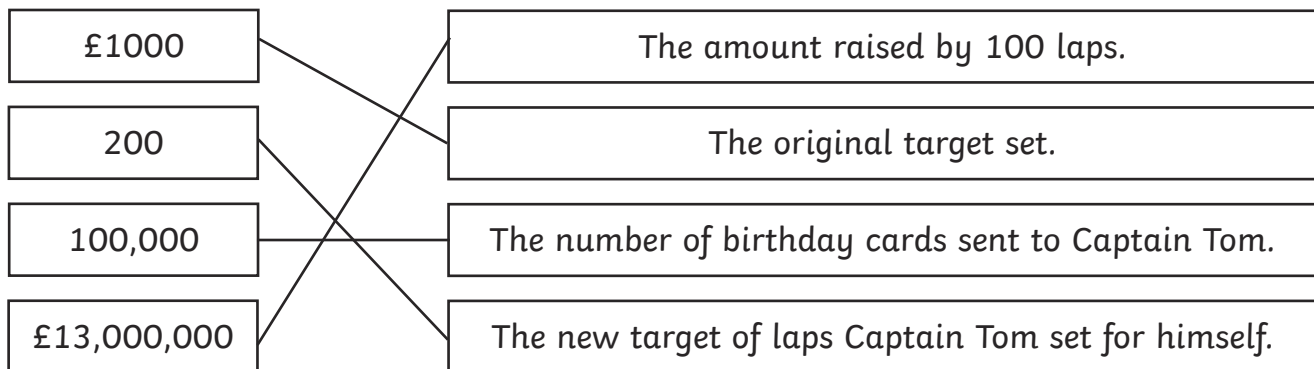 £1000
The amount raised by 100 laps.
200
The original target set.
100,000
The number of birthday cards sent to Captain Tom.
£13,000,000
The new target of laps Captain Tom set for himself.